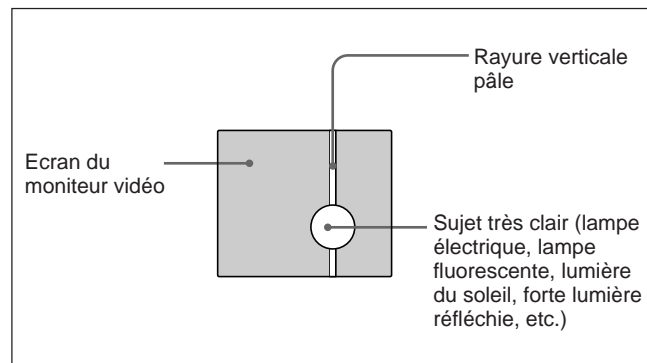 Rayure verticale
pâle
Ecran du
moniteur vidéo
Sujet très clair (lampe
électrique, lampe
fluorescente, lumière
du soleil, forte lumière
réfléchie, etc.)